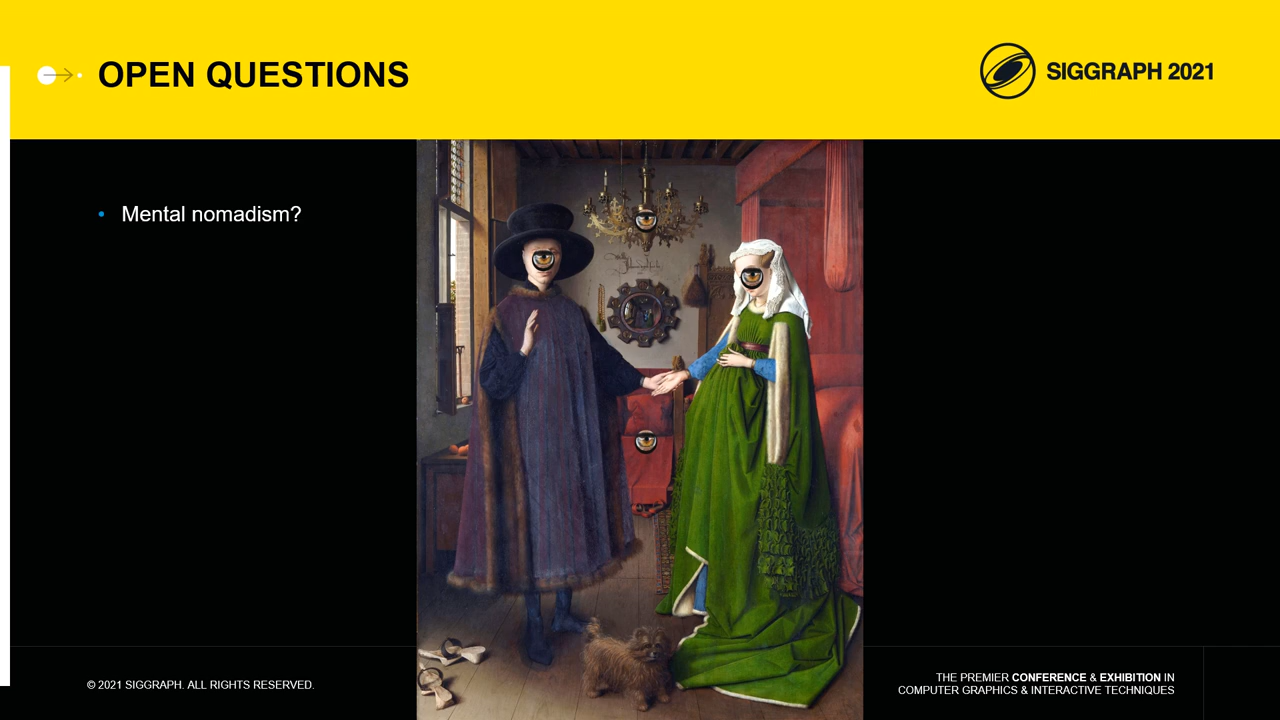 OPEN QUESTIONS
SIGGRAPH 2021
Mental nomadism?
© 2021 SIGGRAPH. ALL RIGHTS RESERVED.
THE PREMIER CONFERENCE & EXHIBITION IN
COMPUTER GRAPHICS & INTERACTIVE TECHNIQUES